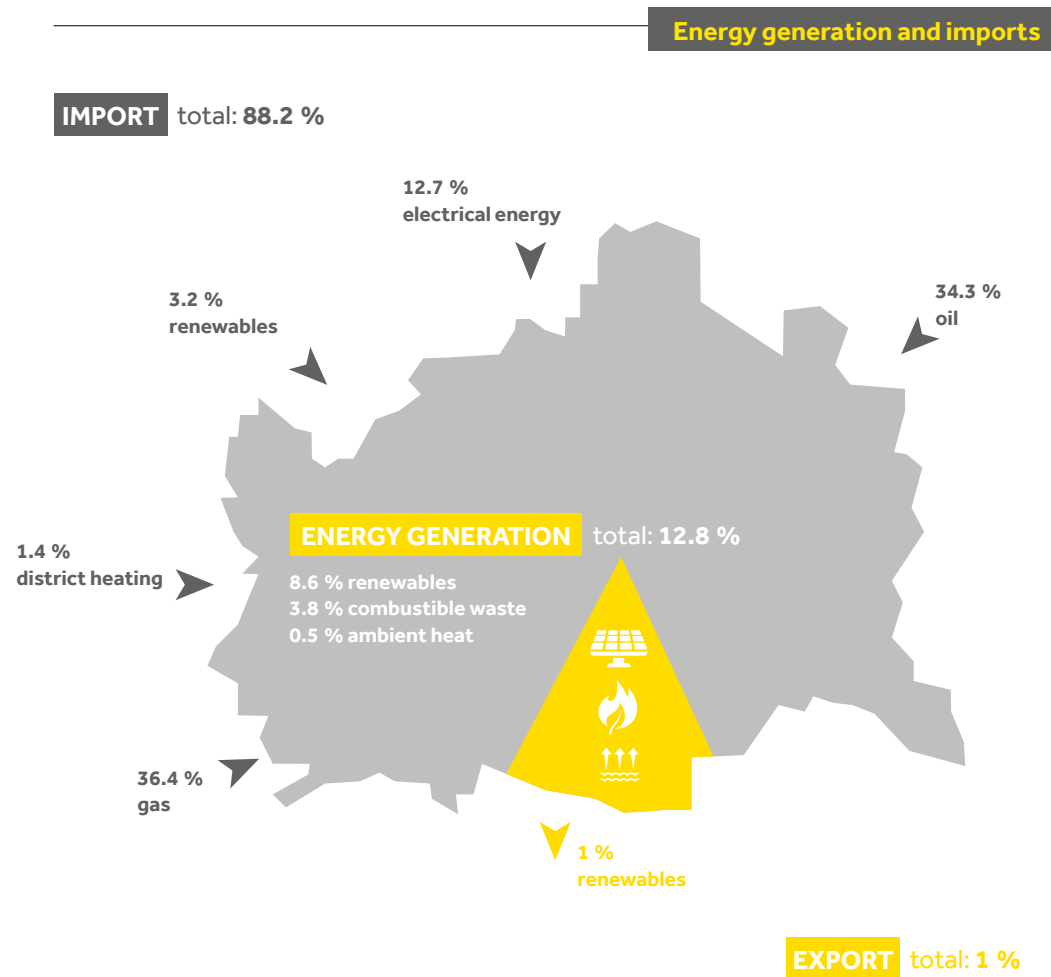 Energy generation and imports
IMPORT total: 88.2 %
12.7 %
electrical energy
3.2 %
renewables
34.3 %
oil
ENERGY GENERATION total: 12.8 %
8.6 % renewables
3.8 % combustible waste
0.5 % ambient heat
1.4 %
district heating
36.4 %
gas
1 %
renewables
EXPORT total: 1 %